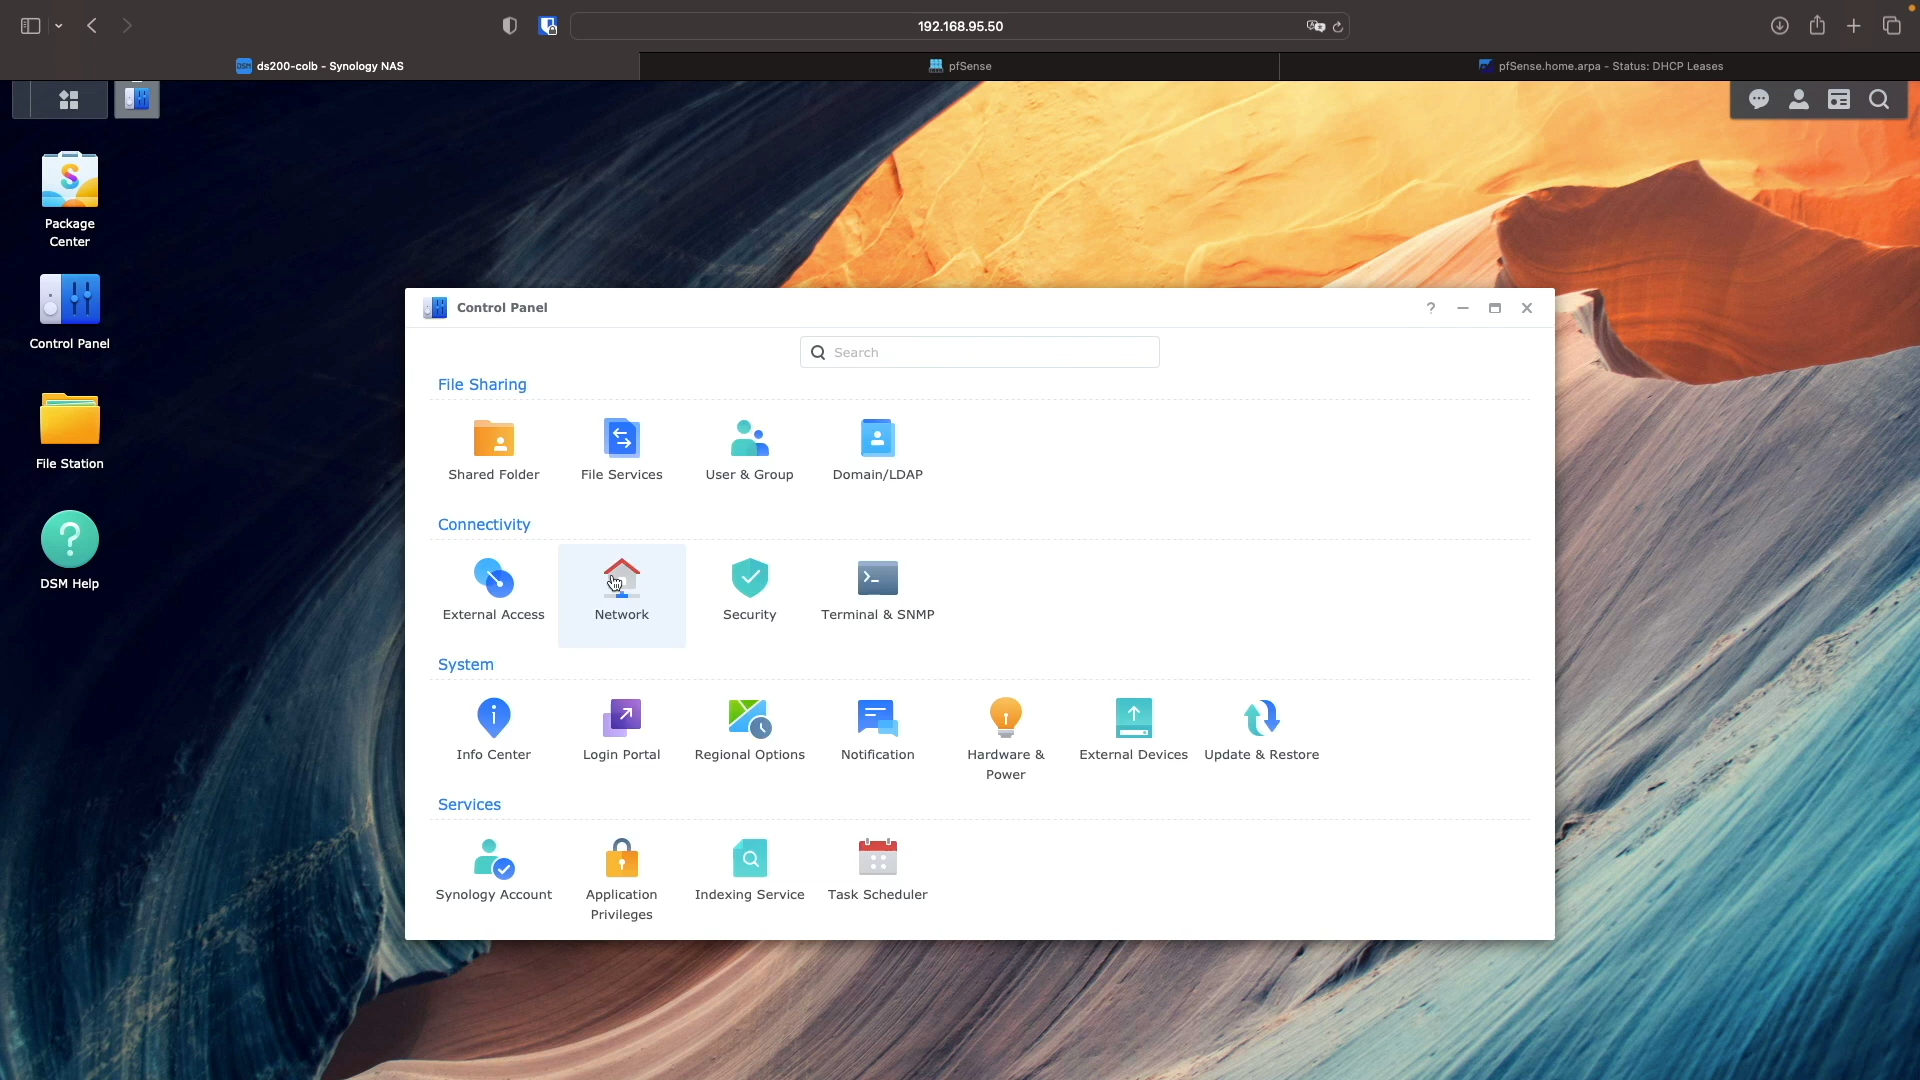 192.168.95.50
ds200-colb - Synology NAS
pfSense
pfSense.home.arpa - Status: DHCP Leases
Package
Center
Control Panel
File Station
DSM Help
Control Panel
Search
File Sharing
Shared Folder
File Services
User & Group
Domain/LDAP
Connectivity
External Access
Network
Security
Terminal & SNMP
System
Info Center
Login Portal
Regional Options
Notification
Hardware &
Power
External Devices
Update & Restore
Services
Synology Account
Application
Privileges
Indexing Service
Task Scheduler